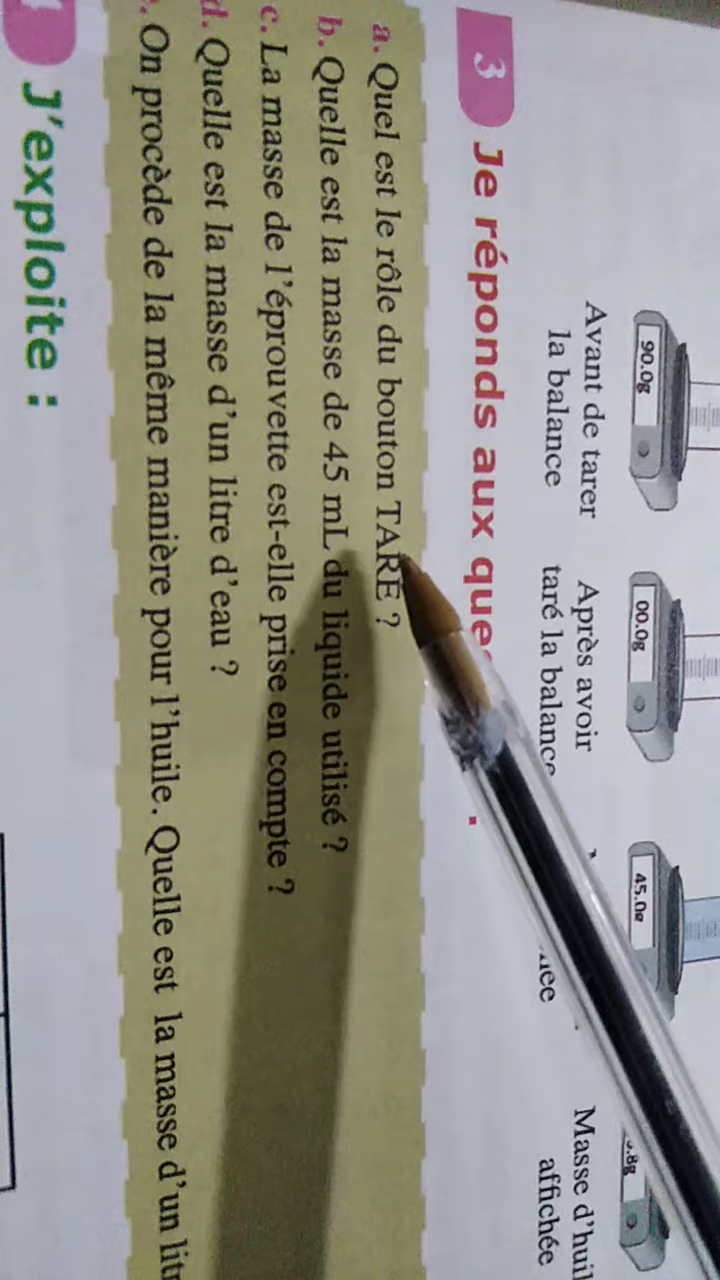 90.0g
00.0g
45.0g
.8g
Avant de tarer
la balance
Après avoir
taré la balance
Masse d'huil
affichée
3 Je réponds aux que
a. Quel est le rôle du bouton TARE ?
b. Quelle est la masse de 45 mL du liquide utilisé ?
c. La masse de l'éprouvette est-elle prise en compte ?
d. Quelle est la masse d'un litre d'eau ?
. On procède de la même manière pour l'huile. Quelle est la masse d'un litr
J'exploite :